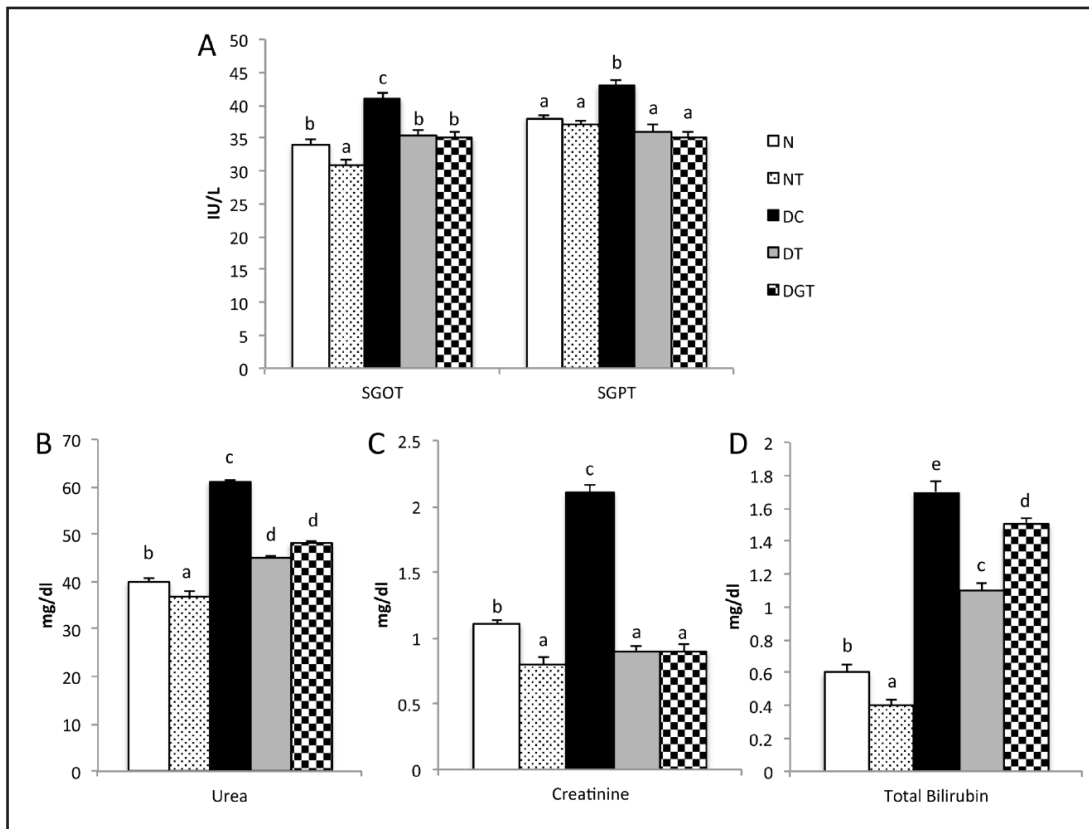 A
50
45
40
35
30
25
20
15
10
5
0
IU/L
b
a
c
b
b
a
a
b
a
a
SGOT
SGPT
N
NT
DC
DT
DGT
B
70
60
50
40
30
20
10
0
mg/dl
b
a
c
d
d
Urea
C
2.5
2
1.5
1
0.5
0
mg/dl
b
a
c
a
a
Creatinine
D
2
1.8
1.6
1.4
1.2
1
0.8
0.6
0.4
0.2
0
mg/dl
b
a
e
c
d
Total Bilirubin